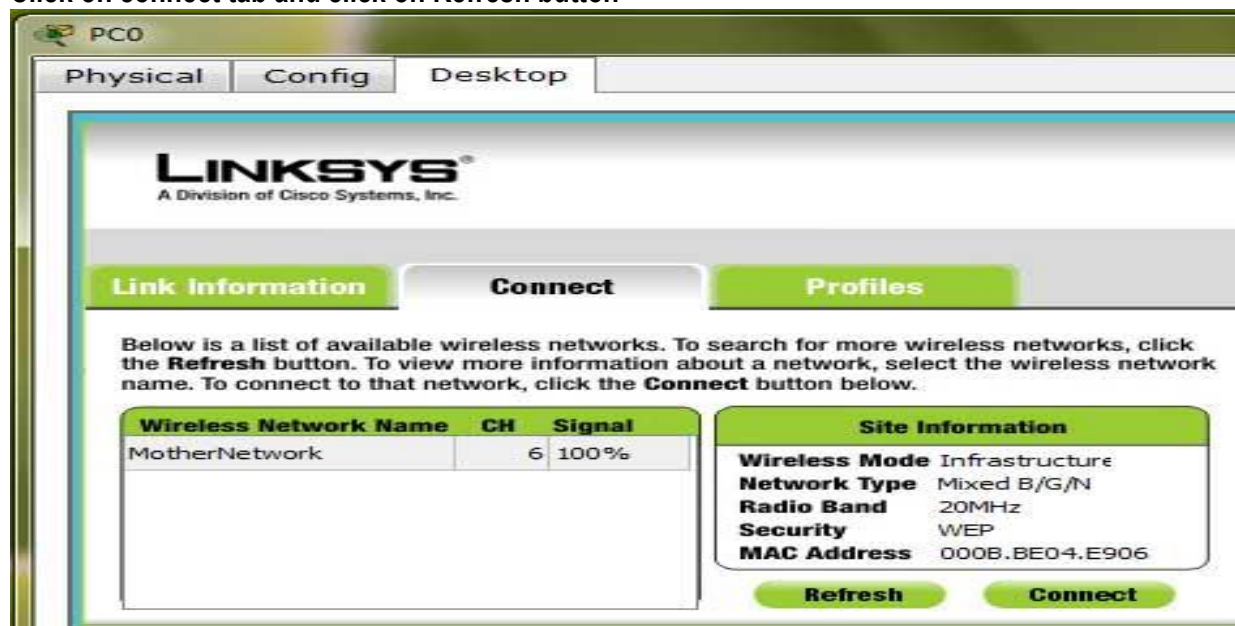 Click on connect tab and click on Refresh button
PC0
Physical Config Desktop
LINKSYS®
A Division of Cisco Systems, Inc.
Link Information Connect Profiles
Below is a list of available wireless networks. To search for more wireless networks, click
the Refresh button. To view more information about a network, select the wireless network
name. To connect to that network, click the Connect button below.
Wireless Network Name CH Signal
MotherNetwork 6 100%
Site Information
Wireless Mode Infrastructure
Network Type Mixed B/G/N
Radio Band 20MHz
Security WEP
MAC Address 000B.BE04.E906
Refresh Connect